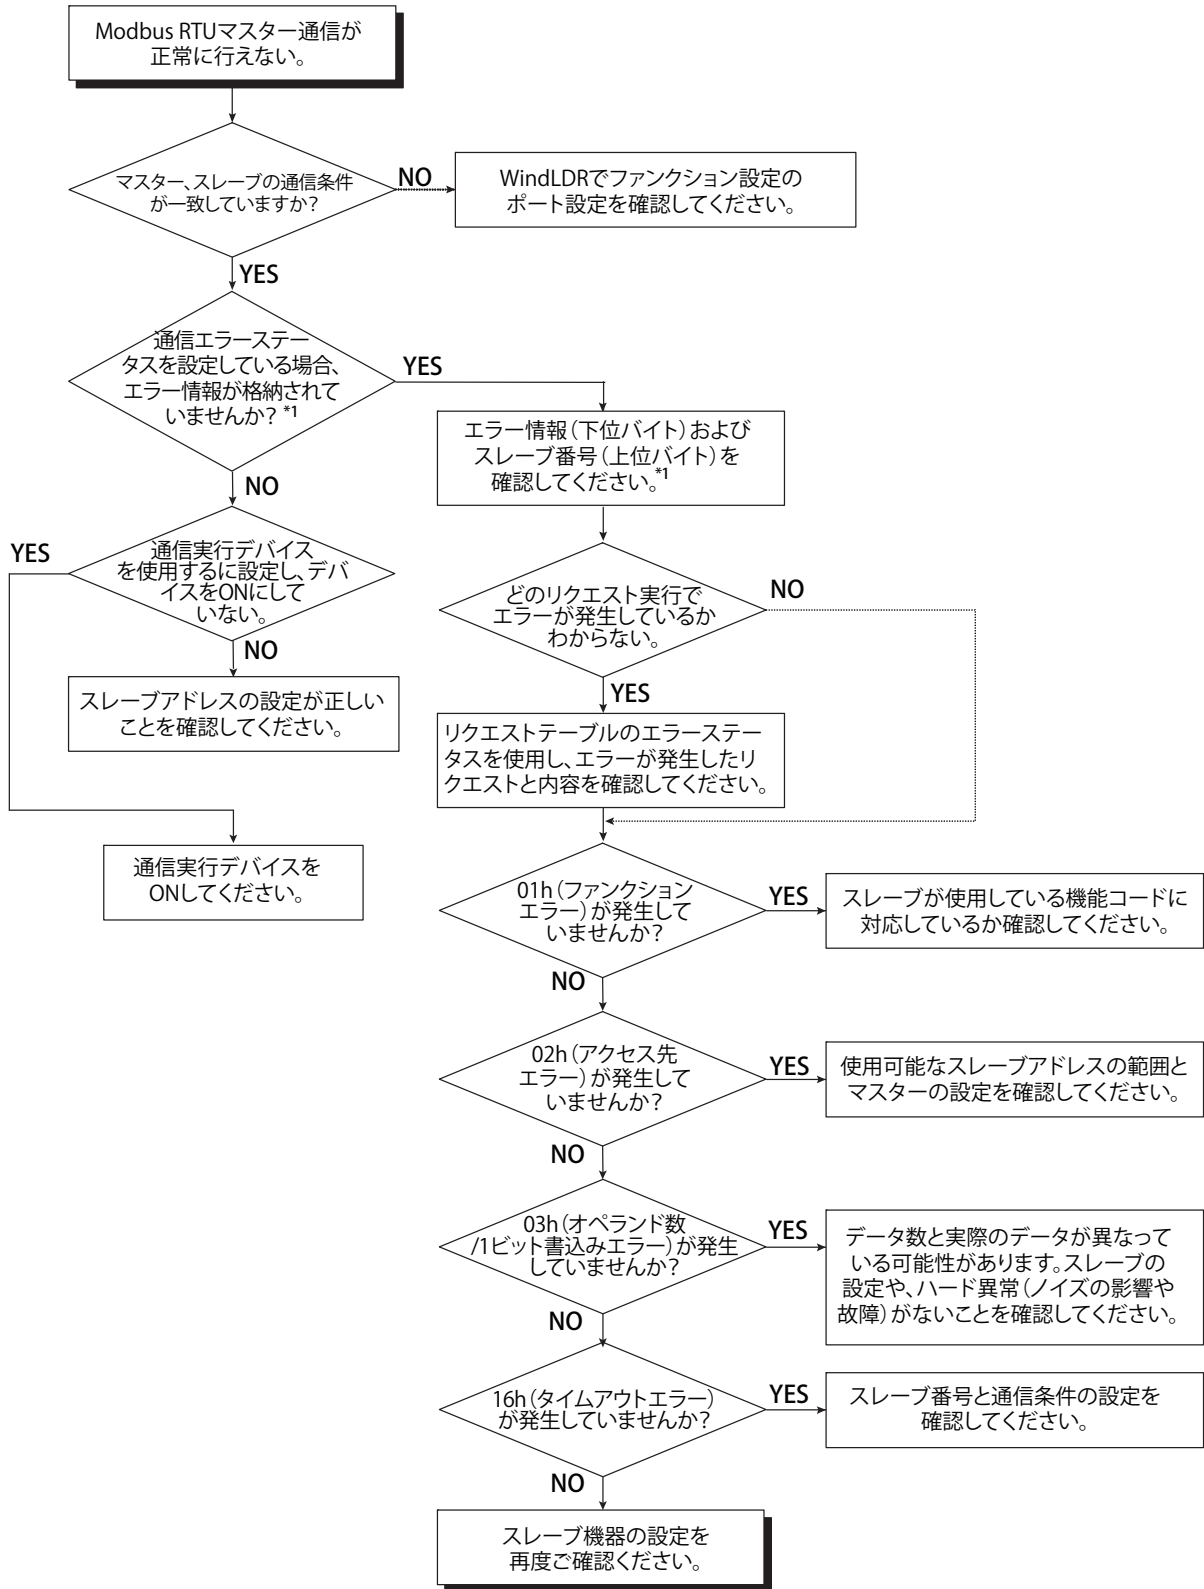 Modbus RTUマスター通信が
正常に行えない。
マスター、スレーブの通信条件
が一致していますか?
NO
WindLDRでファンクション設定の
ポート設定を確認してください。
YES
通信エラーステー
タスを設定している場合、
エラー情報が格納されて
いませんか? *1
YES
エラー情報(下位バイト)および
スレーブ番号(上位バイト)を
確認してください。*1
NO
YES
通信実行デバイス
を使用するに設定し、デバ
イスをONにして
いない。
NO
スレーブアドレスの設定が正しい
ことを確認してください。
通信実行デバイスを
ONしてください。
どのリクエスト実行で
エラーが発生しているか
わからない。
NO
YES
リクエストテーブルのエラーステー
タスを使用し、エラーが発生したリ
クエストと内容を確認してください。
01h(ファンクション
エラー)が発生して
いませんか?
YES
スレーブが使用している機能コードに
対応しているか確認してください。
NO
02h(アクセス先
エラー)が発生して
いませんか?
YES
使用可能なスレーブアドレスの範囲と
マスターの設定を確認してください。
NO
03h(オペランド数
/1ビット書込みエラー)が発生
していませんか?
YES
データ数と実際のデータが異なって
いる可能性があります。スレーブの
設定や、ハード異常(ノイズの影響や
故障)がないことを確認してください。
NO
16h(タイムアウトエラー)
が発生していませんか?
YES
スレーブ番号と通信条件の設定を
確認してください。
NO
スレーブ機器の設定を
再度ご確認ください。